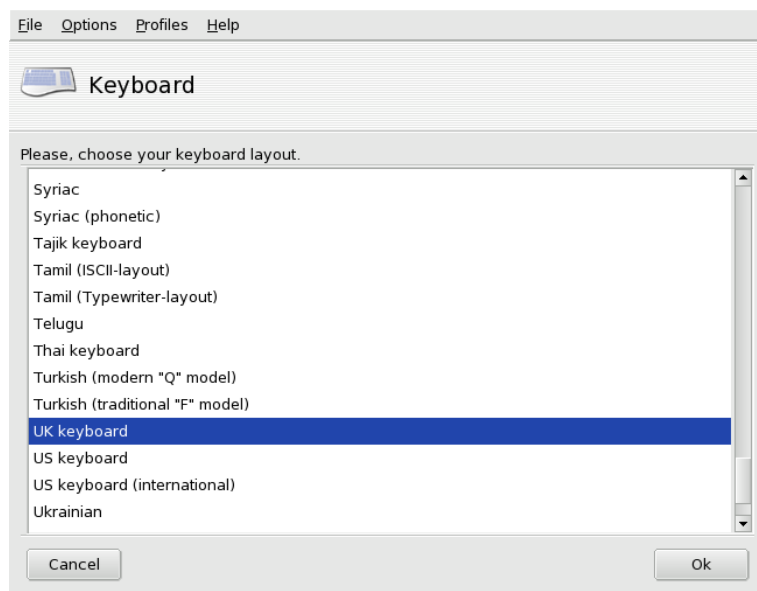 File Options Profiles Help
Keyboard
Please, choose your keyboard layout.
Syriac
Syriac (phonetic)
Tajik keyboard
Tamil (ISCII-layout)
Tamil (Typewriter-layout)
Telugu
Thai keyboard
Turkish (modern "Q" model)
Turkish (traditional "F" model)
UK keyboard
US keyboard
US keyboard (international)
Ukrainian
Cancel Ok